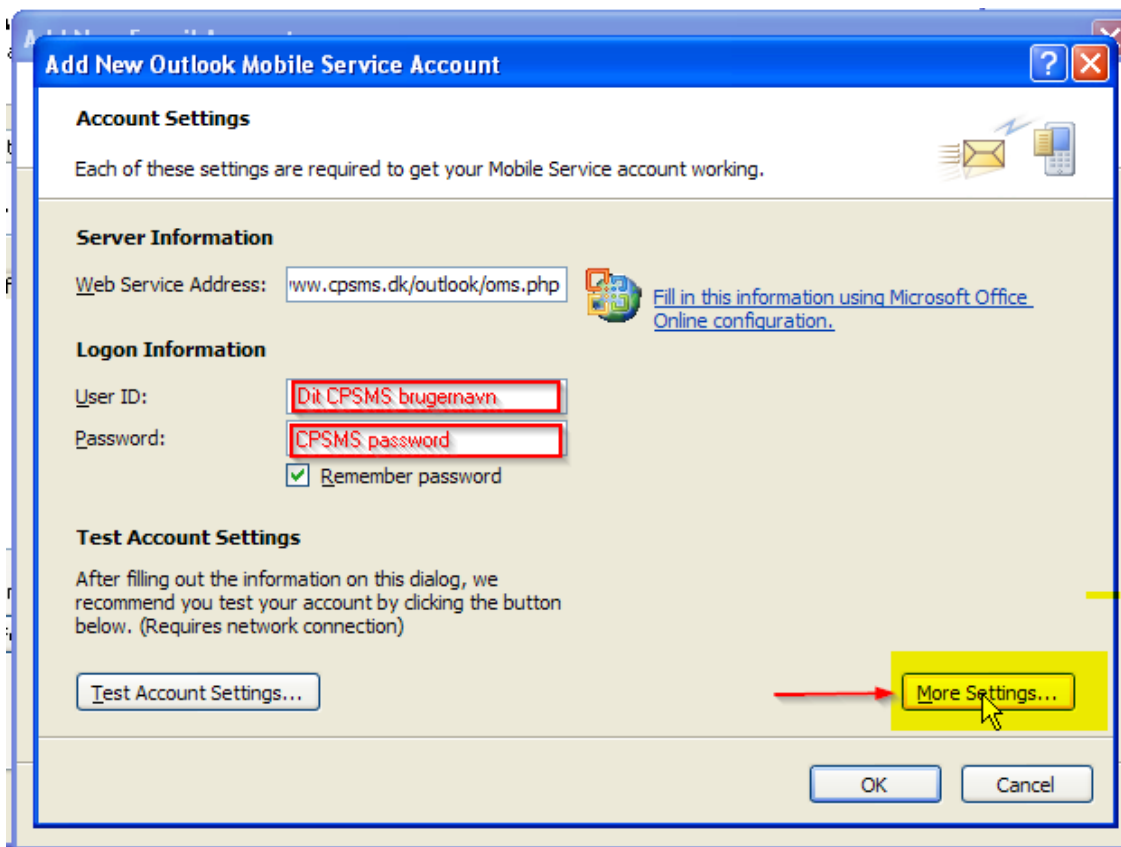 Add New Outlook Mobile Service Account
Account Settings
Each of these settings are required to get your Mobile Service account working.
Server Information
Web Service Address:
www.cpsms.dk/outlook/oms.php
Fill in this information using Microsoft Office
Online configuration.
Logon Information
User ID:
Dit CPSMS brugernavn
Password:
CPSMS password
Remember password
Test Account Settings
After filling out the information on this dialog, we
recommend you test your account by clicking the button
below. (Requires network connection)
Test Account Settings...
More Settings...
OK
Cancel